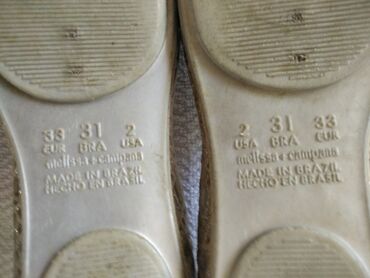 33 31 2
EUR BRA USA
melissa + campana
MADE IN BRAZIL
HECHO EN BRASIL
2 31 33
USA BRA EUR
melissa + campana
MADE IN BRAZIL
HECHO EN BRASIL